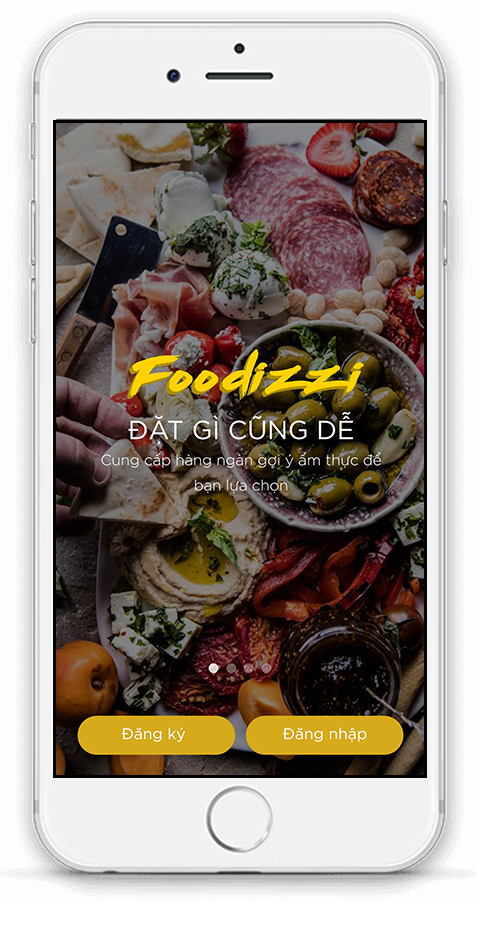 Foodizzi
ĐẶT GÌ CŨNG DỄ
Cung cấp hàng ngàn gợi ý ẩm thực để
bạn lựa chọn
Đăng ký
Đăng nhập